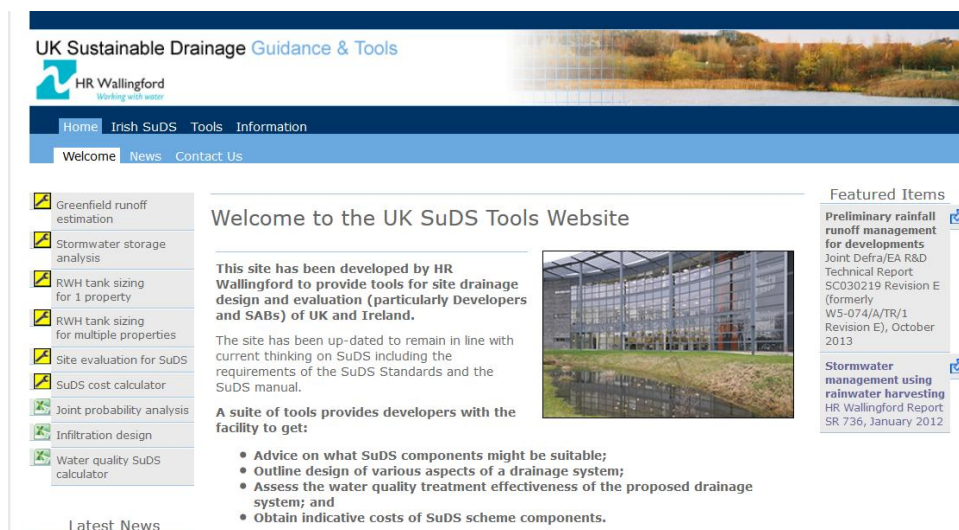 UK Sustainable Drainage Guidance & Tools
HR Wallingford
Working with water
Home Irish SuDS Tools Information
Welcome News Contact Us
Greenfield runoff
estimation
Stormwater storage
analysis
RWH tank sizing
for 1 property
RWH tank sizing
for multiple properties
Site evaluation for SuDS
SuDS cost calculator
Joint probability analysis
Infiltration design
Water quality SuDS
calculator
Latest News
Welcome to the UK SuDS Tools Website
This site has been developed by HR
Wallingford to provide tools for site drainage
design and evaluation (particularly Developers
and SABs) of UK and Ireland.
The site has been up-dated to remain in line with
current thinking on SuDS including the
requirements of the SuDS Standards and the
SuDS manual.
A suite of tools provides developers with the
facility to get:
Advice on what SuDS components might be suitable;
Outline design of various aspects of a drainage system;
Assess the water quality treatment effectiveness of the proposed drainage
system; and
Obtain indicative costs of SuDS scheme components.
Featured Items
Preliminary rainfall
runoff management
for developments
Joint Defra/EA R&D
Technical Report
SC030219 Revision E
(formerly
W5-074/A/TR/1
Revision E), October
2013
Stormwater
management using
rainwater harvesting
HR Wallingford Report
SR 736, January 2012